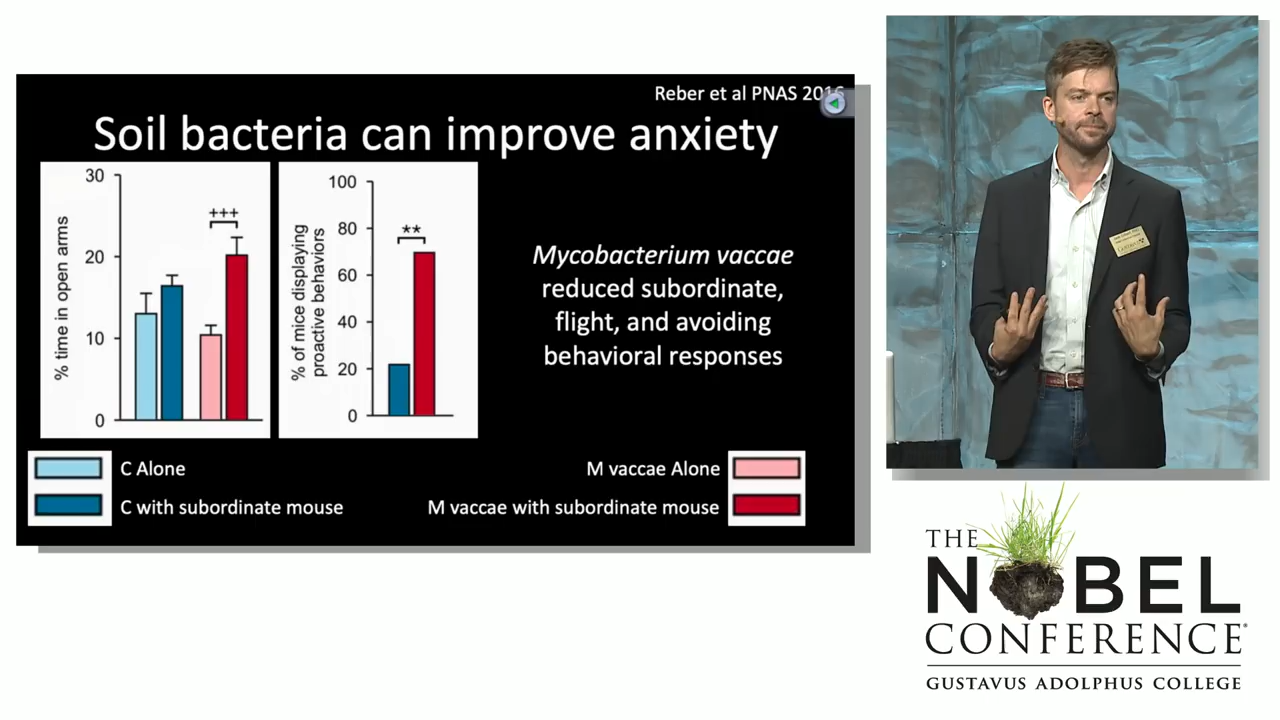 Reber et al PNAS 2016
Soil bacteria can improve anxiety
30
20
10
0
% time in open arms
+++
100
80
60
40
20
0
% of mice displaying
proactive behaviors
**
Mycobacterium vaccae
reduced subordinate,
flight, and avoiding
behavioral responses
C Alone
C with subordinate mouse
M vaccae Alone
M vaccae with subordinate mouse
THE
NOBEL
CONFERENCE®
GUSTAVUS ADOLPHUS COLLEGE